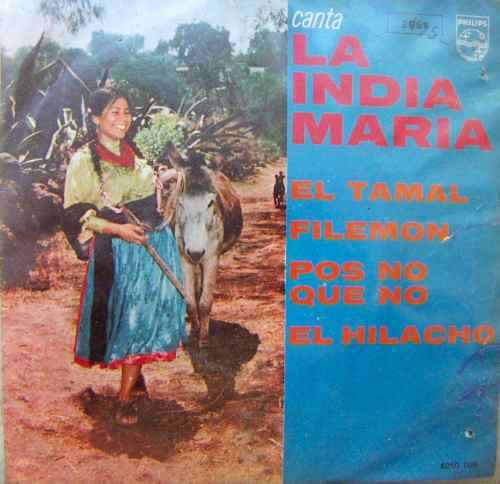 canta
PHILIPS
LA
INDIA
MARIA
EL TAMAL
FILEMON
POS NO
QUE NO
EL HILACHO